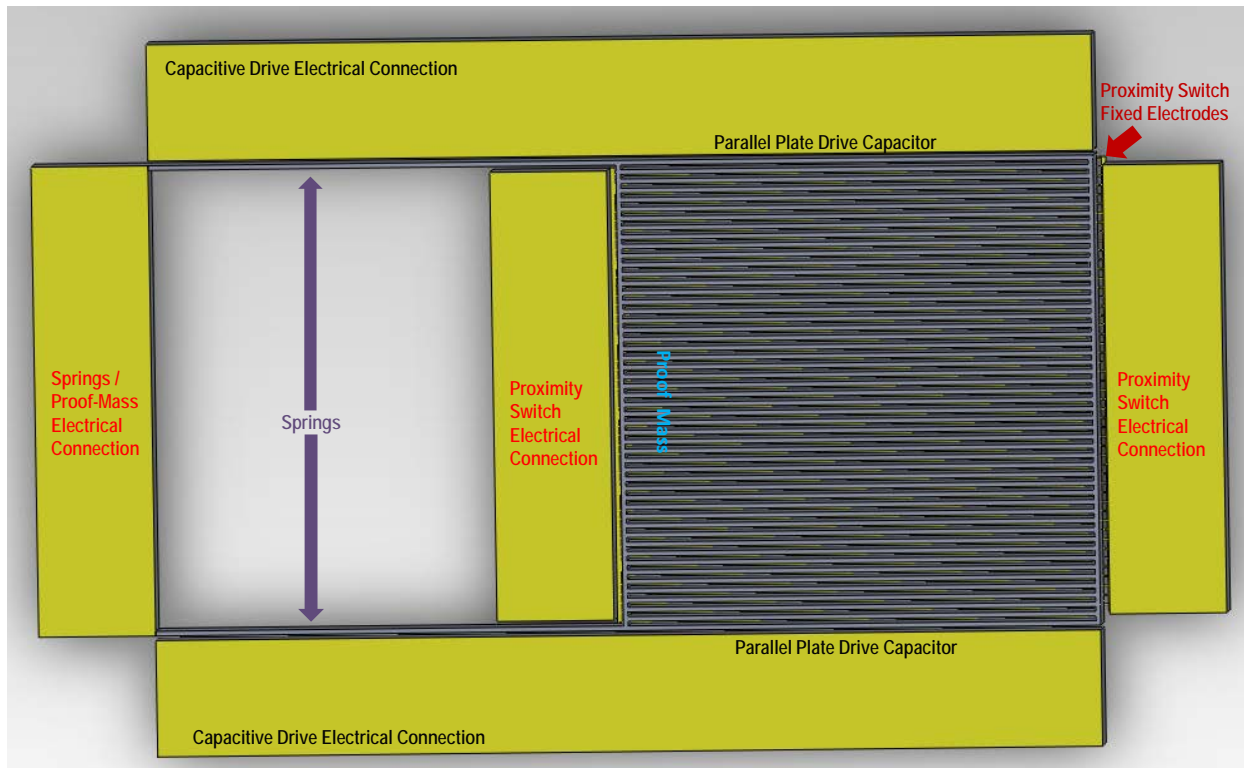 Capacitive Drive Electrical Connection
Proximity Switch
Fixed Electrodes
Parallel Plate Drive Capacitor
Springs /
Proof-Mass
Electrical
Connection
Springs
Proximity
Switch
Electrical
Connection
Proof Mass
Proximity
Switch
Electrical
Connection
Parallel Plate Drive Capacitor
Capacitive Drive Electrical Connection